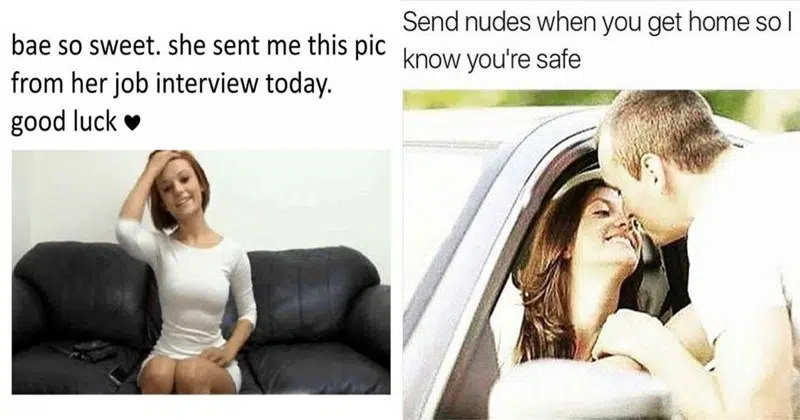 bae so sweet. she sent me this pic
from her job interview today.
good luck ♥
Send nudes when you get home so I
know you're safe